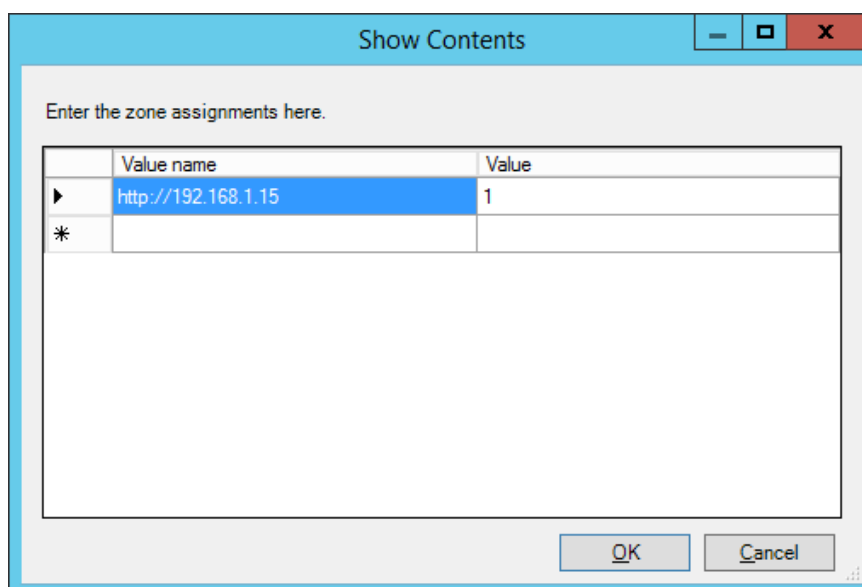 Show Contents
Enter the zone assignments here.
Value name Value
http://192.168.1.15 1
OK Cancel